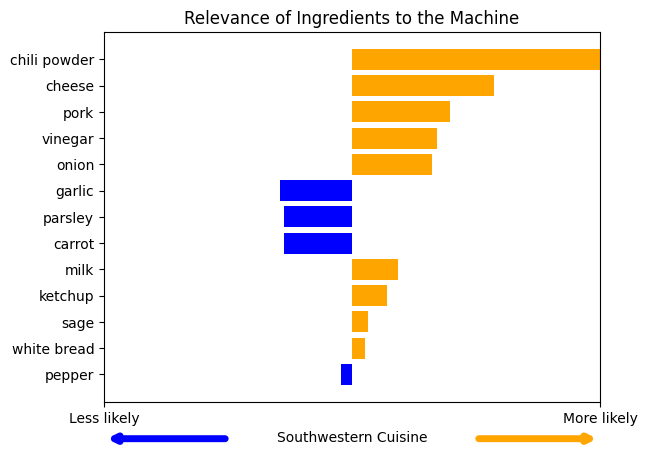 Relevance of Ingredients to the Machine
chili powder
cheese
pork
vinegar
onion
garlic
parsley
carrot
milk
ketchup
sage
white bread
pepper
Less likely
More likely
Southwestern Cuisine